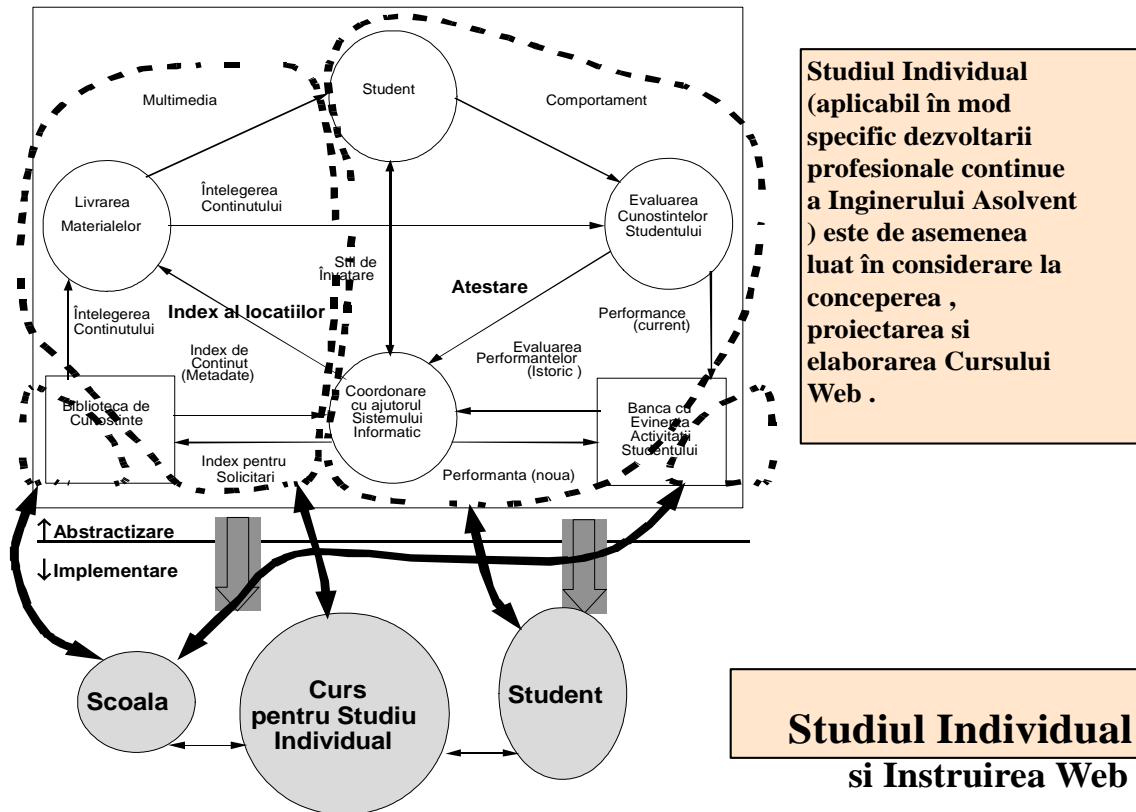 Student
Multimedia
Comportament
Livrarea
Materialelor
Întelegerea
Continutului
Evaluarea
Cunostintelor
Studentului
Stil de
Învatare
Atestare
Index al locatiilor
Întelegerea
Continutului
Performance
(current)
Index de
Continut
(Metadate)
Evaluarea
Performantelor
(Istoric )
Biblioteca de
Cunostinte
Coordonare
cu ajutorul
Sistemului
Informatic
Banca cu
Evinenta
Activitatii
Studentului
Index pentru
Solicitari
Performanta (noua)
↑Abstractizare
↓Implementare
Scoala
Curs
pentru Studiu
Individual
Student
Studiul Individual
(aplicabil în mod
specific dezvoltarii
profesionale continue
a Inginerului Asolvent
) este de asemenea
luat în considerare la
conceperea ,
proiectarea si
elaborarea Cursului
Web .
Studiul Individual
si Instruirea Web